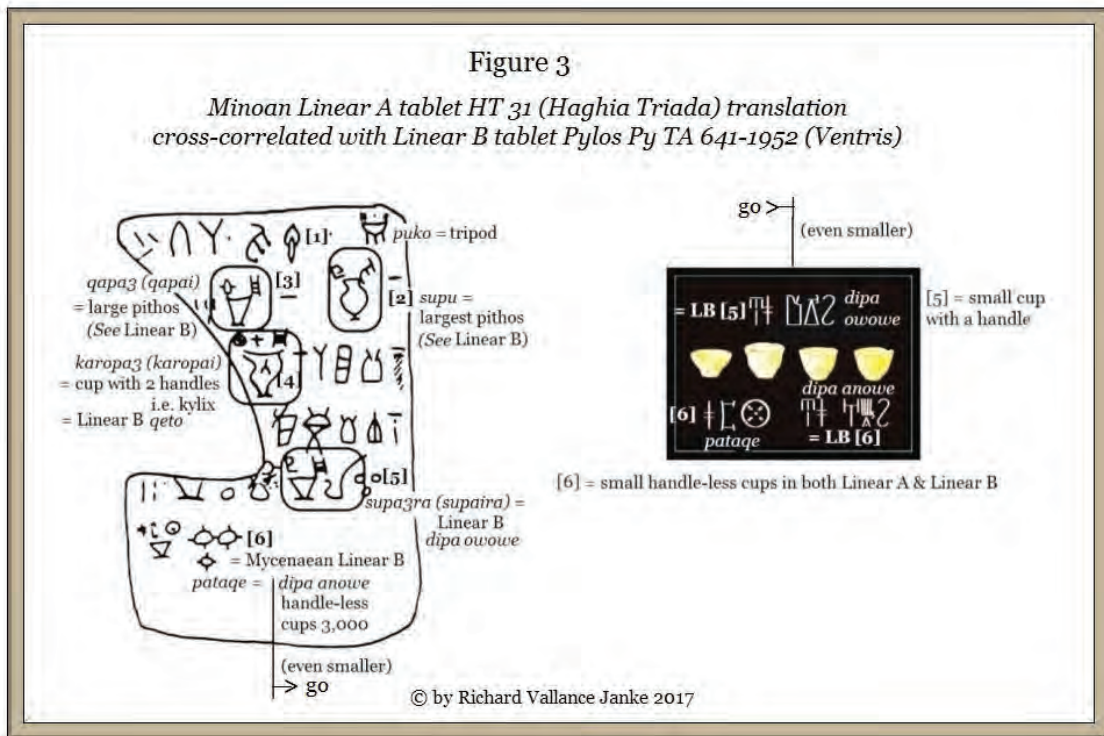 Figure 3
Minoan Linear A tablet HT 31 (Haghia Triada) translation
cross-correlated with Linear B tablet Pylos Py TA 641-1952 (Ventris)
[1]
puko = tripod
qapa3 (qapai)
= large pithos
(See Linear B)
[3]
[2] supu =
largest pithos
(See Linear B)
karopa3 (karopai)
= cup with 2 handles
i.e. kylix
= Linear B qeto
[4]
[5]
supa3ra (supaira) =
Linear B
dipa owowe
[6]
= Mycenaean Linear B
pataqe = dipa anowe
handle-less
cups 3,000
(even smaller)
go
go >
(even smaller)
= LB [5] dipa
owowe
[5] = small cup
with a handle
dipa anowe
[6]
pataqe
= LB [6]
[6] = small handle-less cups in both Linear A & Linear B
© by Richard Vallance Janke 2017